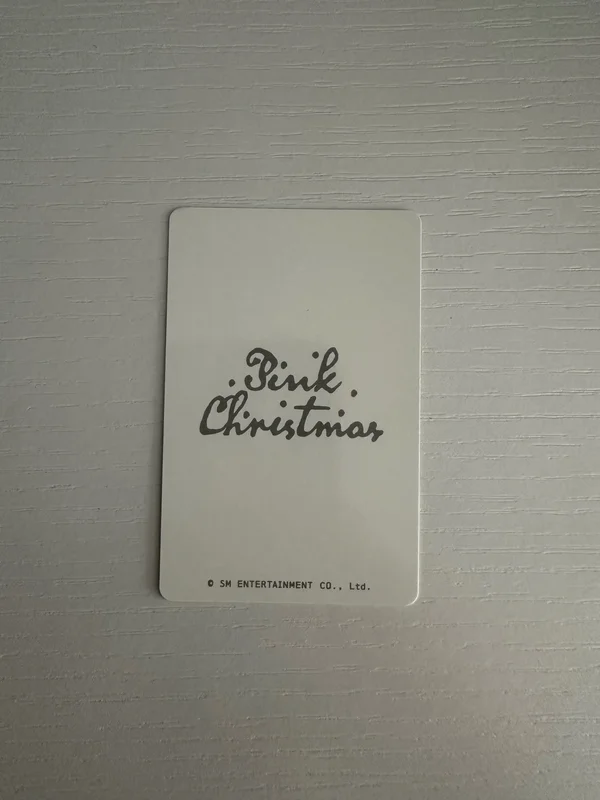 Pink
Christmas
© SM ENTERTAINMENT CO., Ltd.